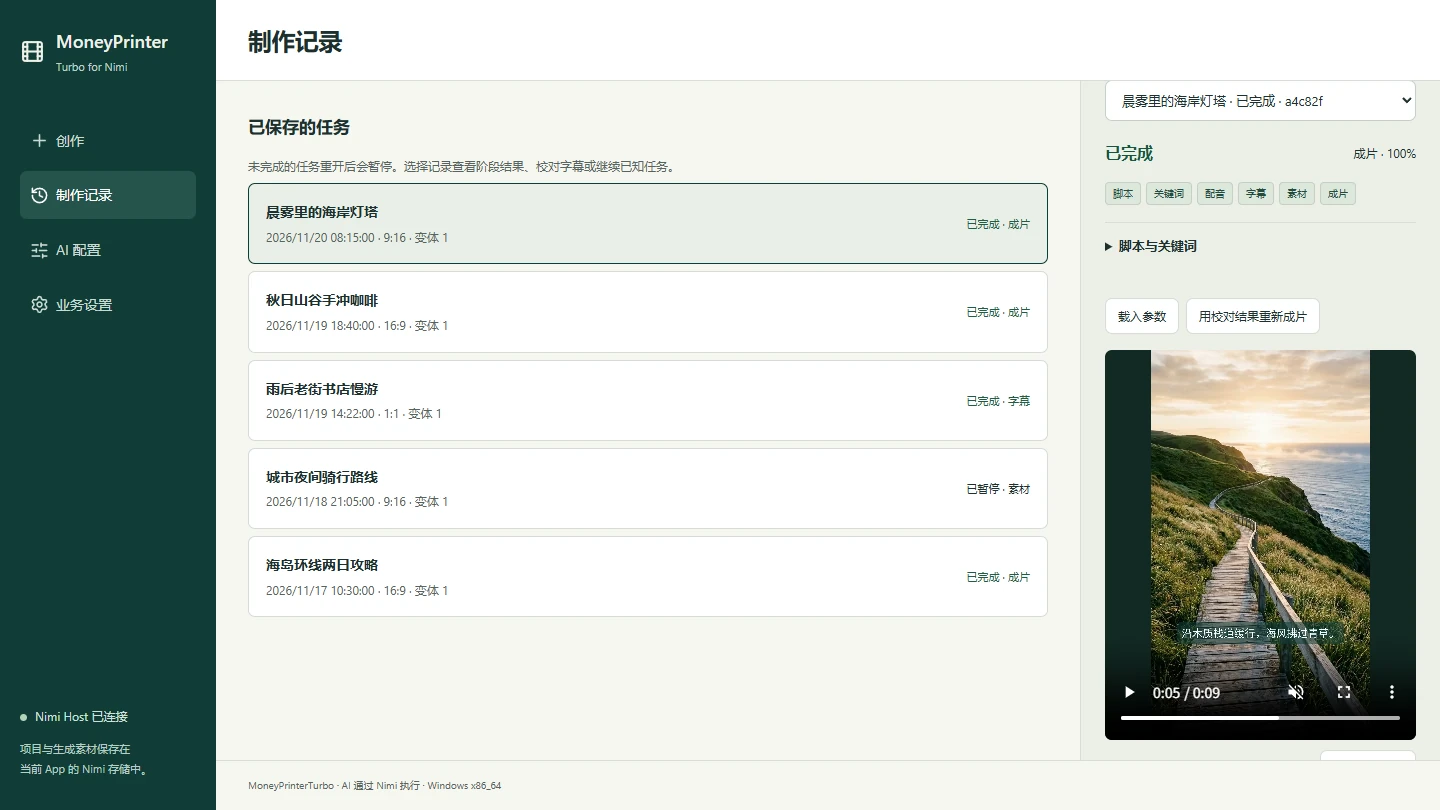 MoneyPrinter
Turbo for Nimi
创作
制作记录
AI 配置
业务设置
Nimi Host 已连接
项目与生成素材保存在
当前 App 的 Nimi 存储中。
制作记录
已保存的任务
未完成的任务重开后会暂停。选择记录查看阶段结果、校对字幕或继续已知任务。
晨雾里的海岸灯塔
2026/11/20 08:15:00 · 9:16 · 变体 1
已完成 · 成片
秋日山谷手冲咖啡
2026/11/19 18:40:00 · 16:9 · 变体 1
已完成 · 成片
雨后老街书店慢游
2026/11/19 14:22:00 · 1:1 · 变体 1
已完成 · 字幕
城市夜间骑行路线
2026/11/18 21:05:00 · 9:16 · 变体 1
已暂停 · 素材
海岛环线两日攻略
2026/11/17 10:30:00 · 16:9 · 变体 1
已完成 · 成片
晨雾里的海岸灯塔 · 已完成 · a4c82f
已完成
成片 · 100%
脚本 关键词 配音 字幕 素材 成片
脚本与关键词
载入参数 用校对结果重新成片
沿木质栈道缓行，海风拂过青草。
0:05 / 0:09
MoneyPrinterTurbo · AI 通过 Nimi 执行 · Windows x86_64